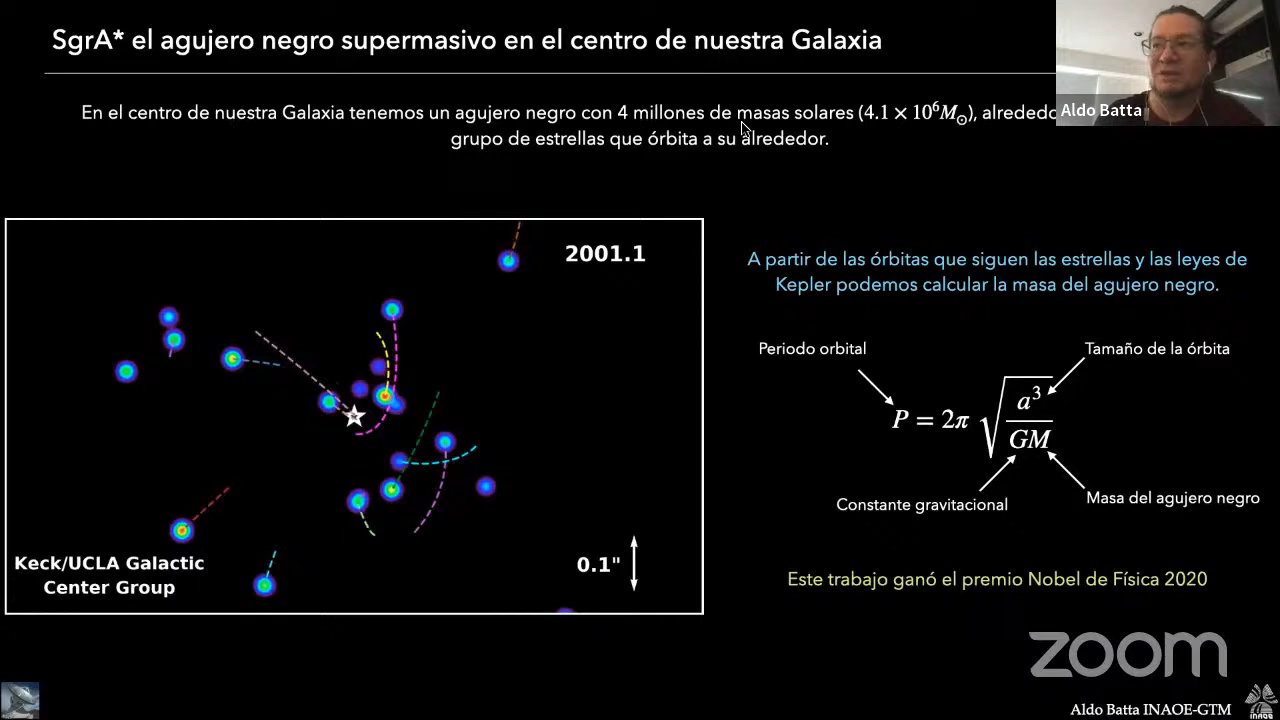 SgrA* el agujero negro supermasivo en el centro de nuestra Galaxia
En el centro de nuestra Galaxia tenemos un agujero negro con 4 millones de masas solares (4.1 × 10⁶M☉),
grupo de estrellas que órbita a su alrededor.
Aldo Batta
2001.1
Keck/UCLA Galactic
Center Group
0.1"
A partir de las órbitas que siguen las estrellas y las leyes de
Kepler podemos calcular la masa del agujero negro.
Periodo orbital
Tamaño de la órbita
P = 2π √(a³/GM)
Constante gravitacional
Masa del agujero negro
Este trabajo ganó el premio Nobel de Física 2020
zoom
Aldo Batta INAOE-GTM